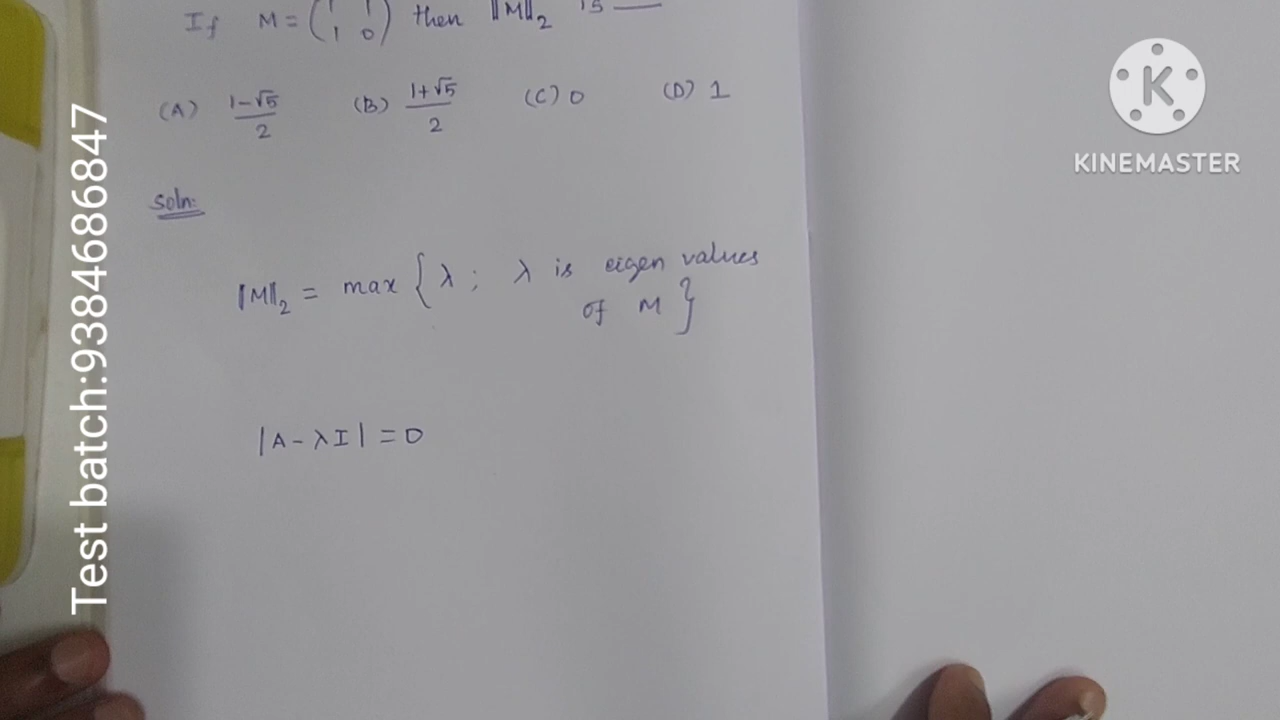 If M = ( 1 1 ) then ‖M‖₂ is ___
( 1 0 )
(A) 1-√5/2 (B) 1+√5/2 (C) 0 (D) 1
Soln:
‖M‖₂ = max { λ ; λ is eigen values
of M }
|A - λI| = 0
Test batch:9384686847
K
KINEMASTER